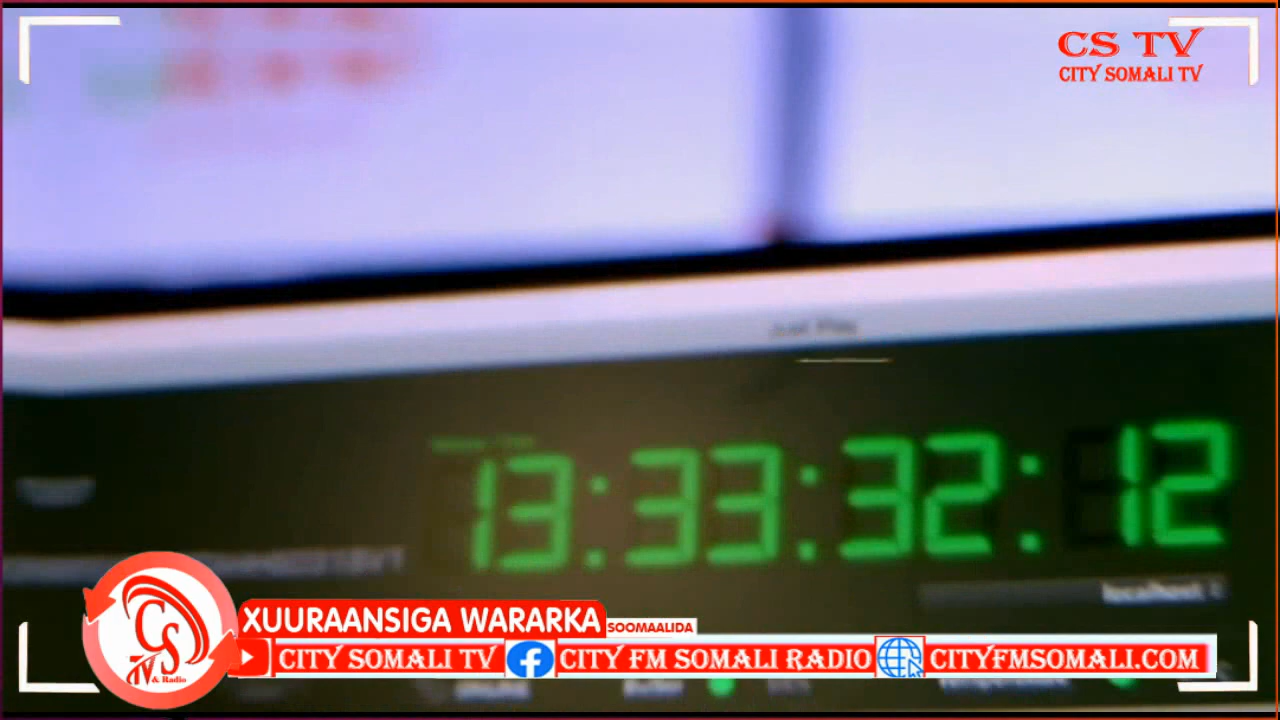 CS TV
CITY SOMALI TV
13:33:32:12
localhost
CS
TV
& Radio
XUURAANSIGA WARARKA
SOOMAALIDA
CITY SOMALI TV
CITY FM SOMALI RADIO
CITYFMSOMALI.COM